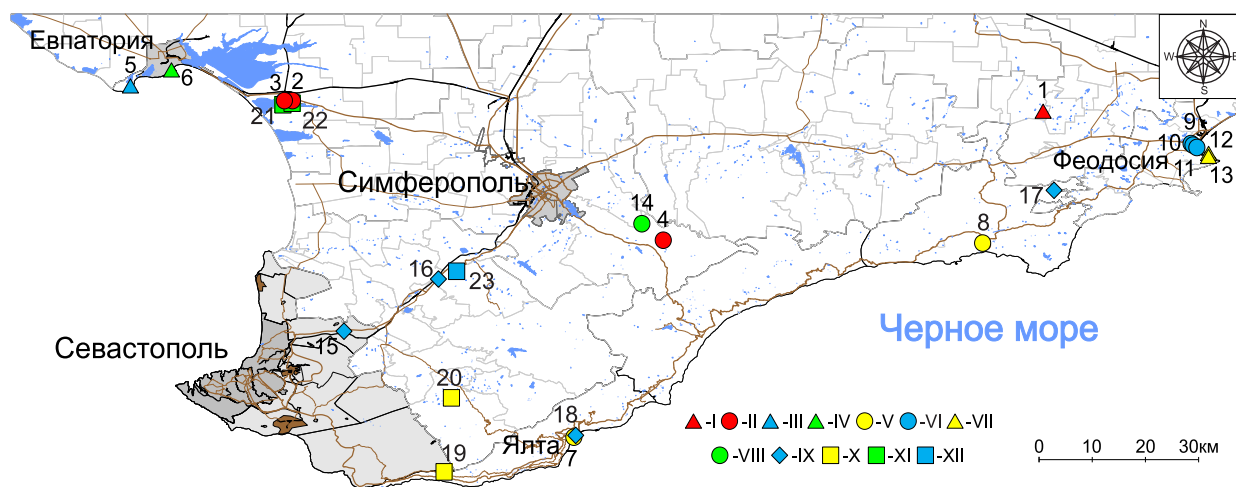 N
W E
S
Евпатория
5
6
3 2
21
22
1
9
10
12
Феодосия
11
13
Симферополь
17
14
4
8
16
23
Черное море
15
Севастополь
20
18
Ялта
7
19
-I -II -III -IV -V -VI -VII
-VIII -IX -X -XI -XII
0 10 20 30км